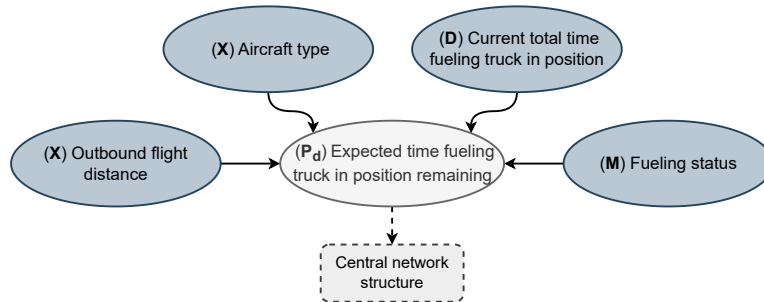 (X) Aircraft type
(D) Current total time
fueling truck in position
(X) Outbound flight
distance
(Pd) Expected time fueling
truck in position remaining
(M) Fueling status
Central network
structure